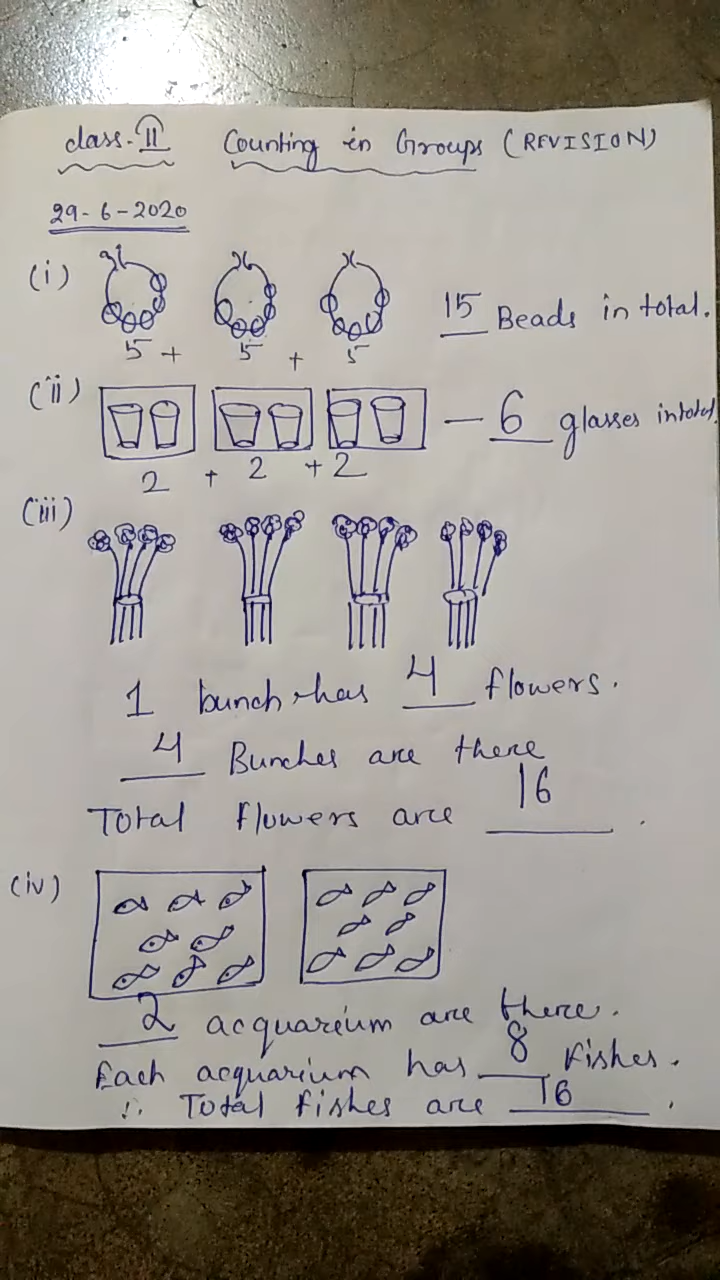 class-II Counting in Groups (REVISION)
29-6-2020
(i)
15 Beads in total.
5 + 5 + 5
(ii)
— 6 glasses in total.
2 + 2 + 2
(iii)
1 bunch has 4 flowers.
4 Bunches are there
Total flowers are 16.
(iv)
2 acquarium are there.
Each acquarium has 8 Fishes.
∴ Total Fishes are 16.